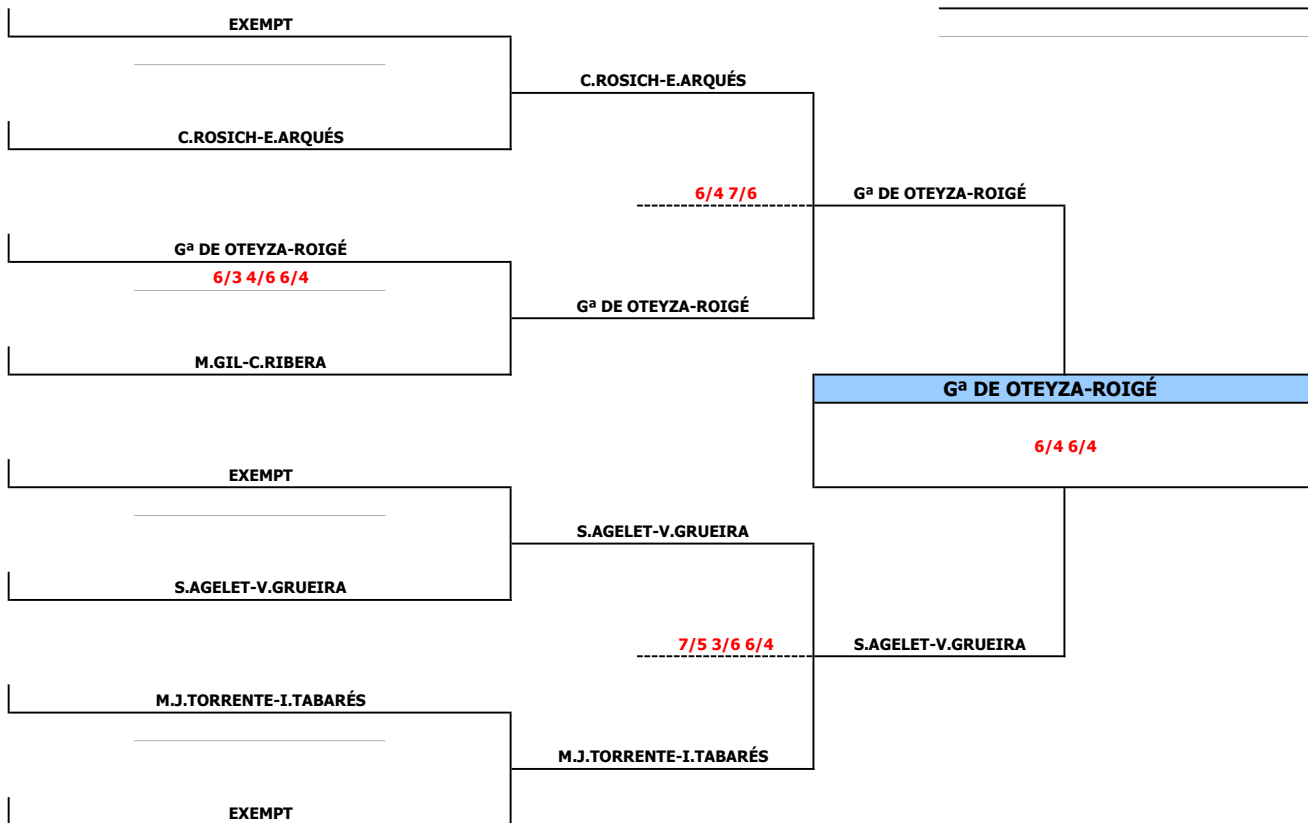 EXEMPT
C.ROSICH-E.ARQUÉS
C.ROSICH-E.ARQUÉS
6/4 7/6
Gª DE OTEYZA-ROIGÉ
Gª DE OTEYZA-ROIGÉ
6/3 4/6 6/4
Gª DE OTEYZA-ROIGÉ
M.GIL-C.RIBERA
Gª DE OTEYZA-ROIGÉ
6/4 6/4
EXEMPT
S.AGELET-V.GRUEIRA
S.AGELET-V.GRUEIRA
7/5 3/6 6/4
S.AGELET-V.GRUEIRA
M.J.TORRENTE-I.TABARÉS
M.J.TORRENTE-I.TABARÉS
EXEMPT